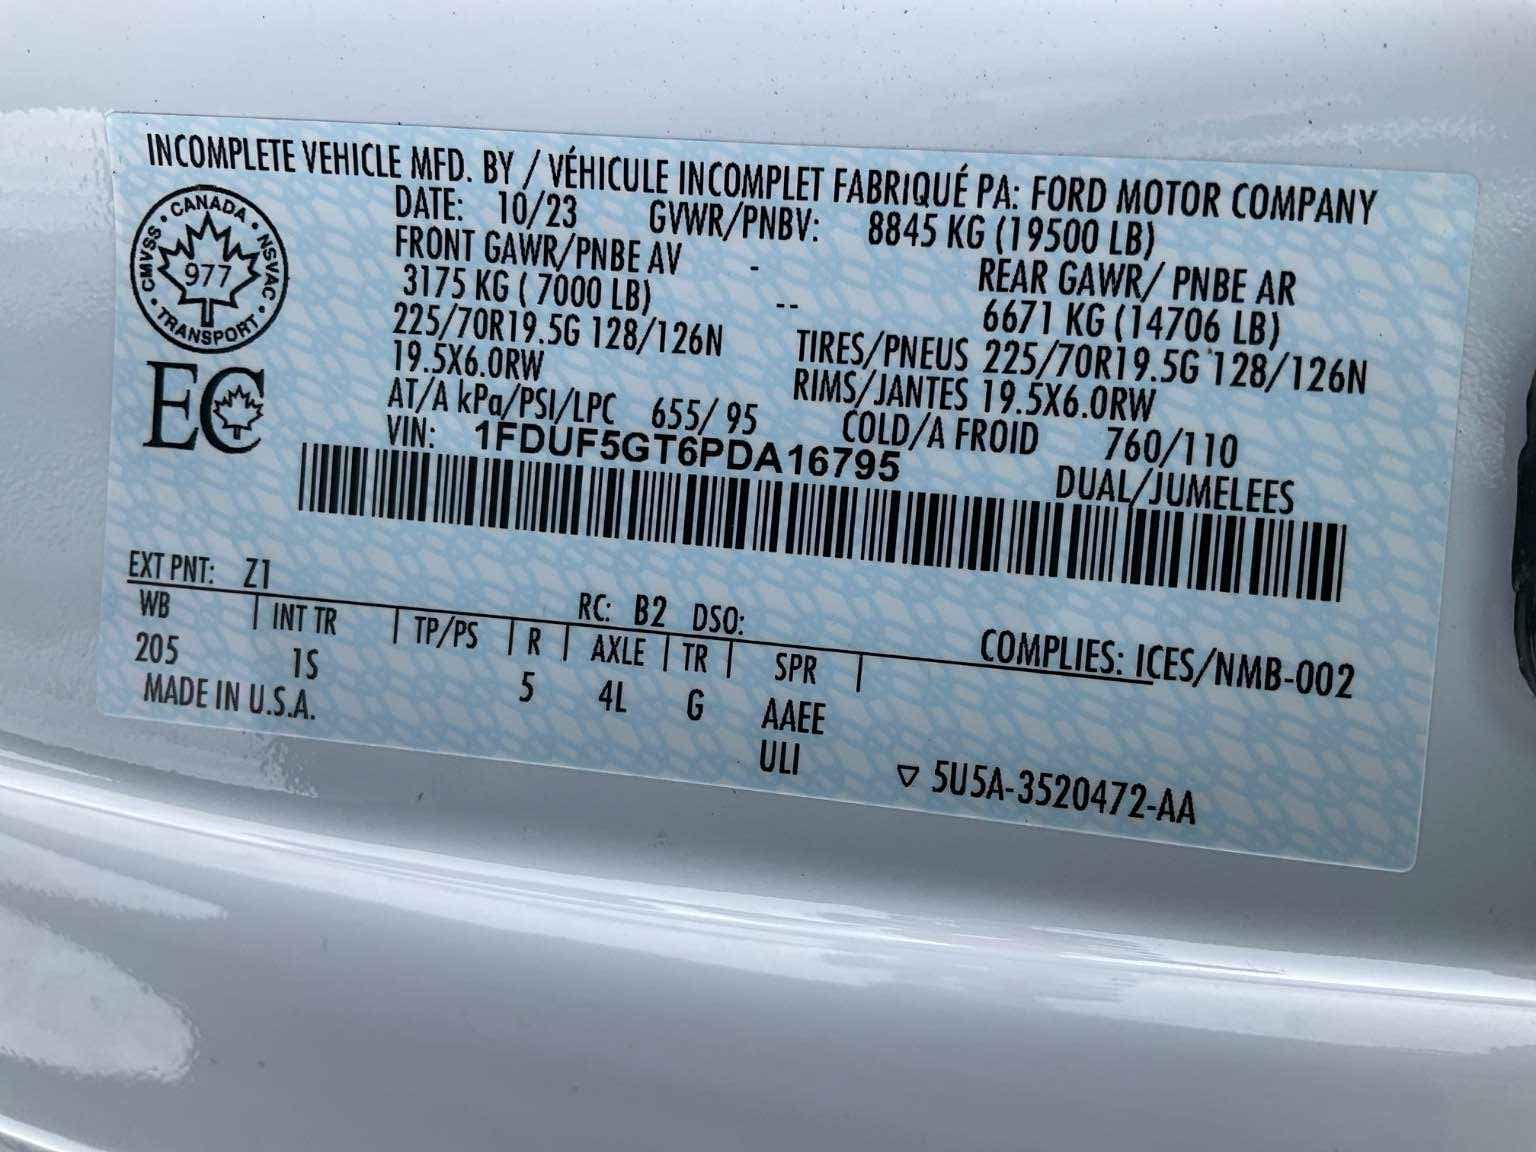 INCOMPLETE VEHICLE MFD. BY / VÉHICULE INCOMPLET FABRIQUÉ PA: FORD MOTOR COMPANY
DATE: 10/23 GVWR/PNBV: 8845 KG (19500 LB)
FRONT GAWR/PNBE AV - REAR GAWR/ PNBE AR
3175 KG ( 7000 LB) -- 6671 KG (14706 LB)
225/70R19.5G 128/126N TIRES/PNEUS 225/70R19.5G 128/126N
19.5X6.0RW RIMS/JANTES 19.5X6.0RW
AT/A kPa/PSI/LPC 655/ 95 COLD/A FROID 760/110
VIN: 1FDUF5GT6PDA16795 DUAL/JUMELEES
CANADA
CMVSS • NSVAC
977
TRANSPORT
EC
EXT PNT: Z1 RC: B2 DSO:
WB | INT TR | TP/PS | R | AXLE | TR | SPR | COMPLIES: ICES/NMB-002
205 1S 5 4L G AAEE
MADE IN U.S.A. ULI
5U5A-3520472-AA